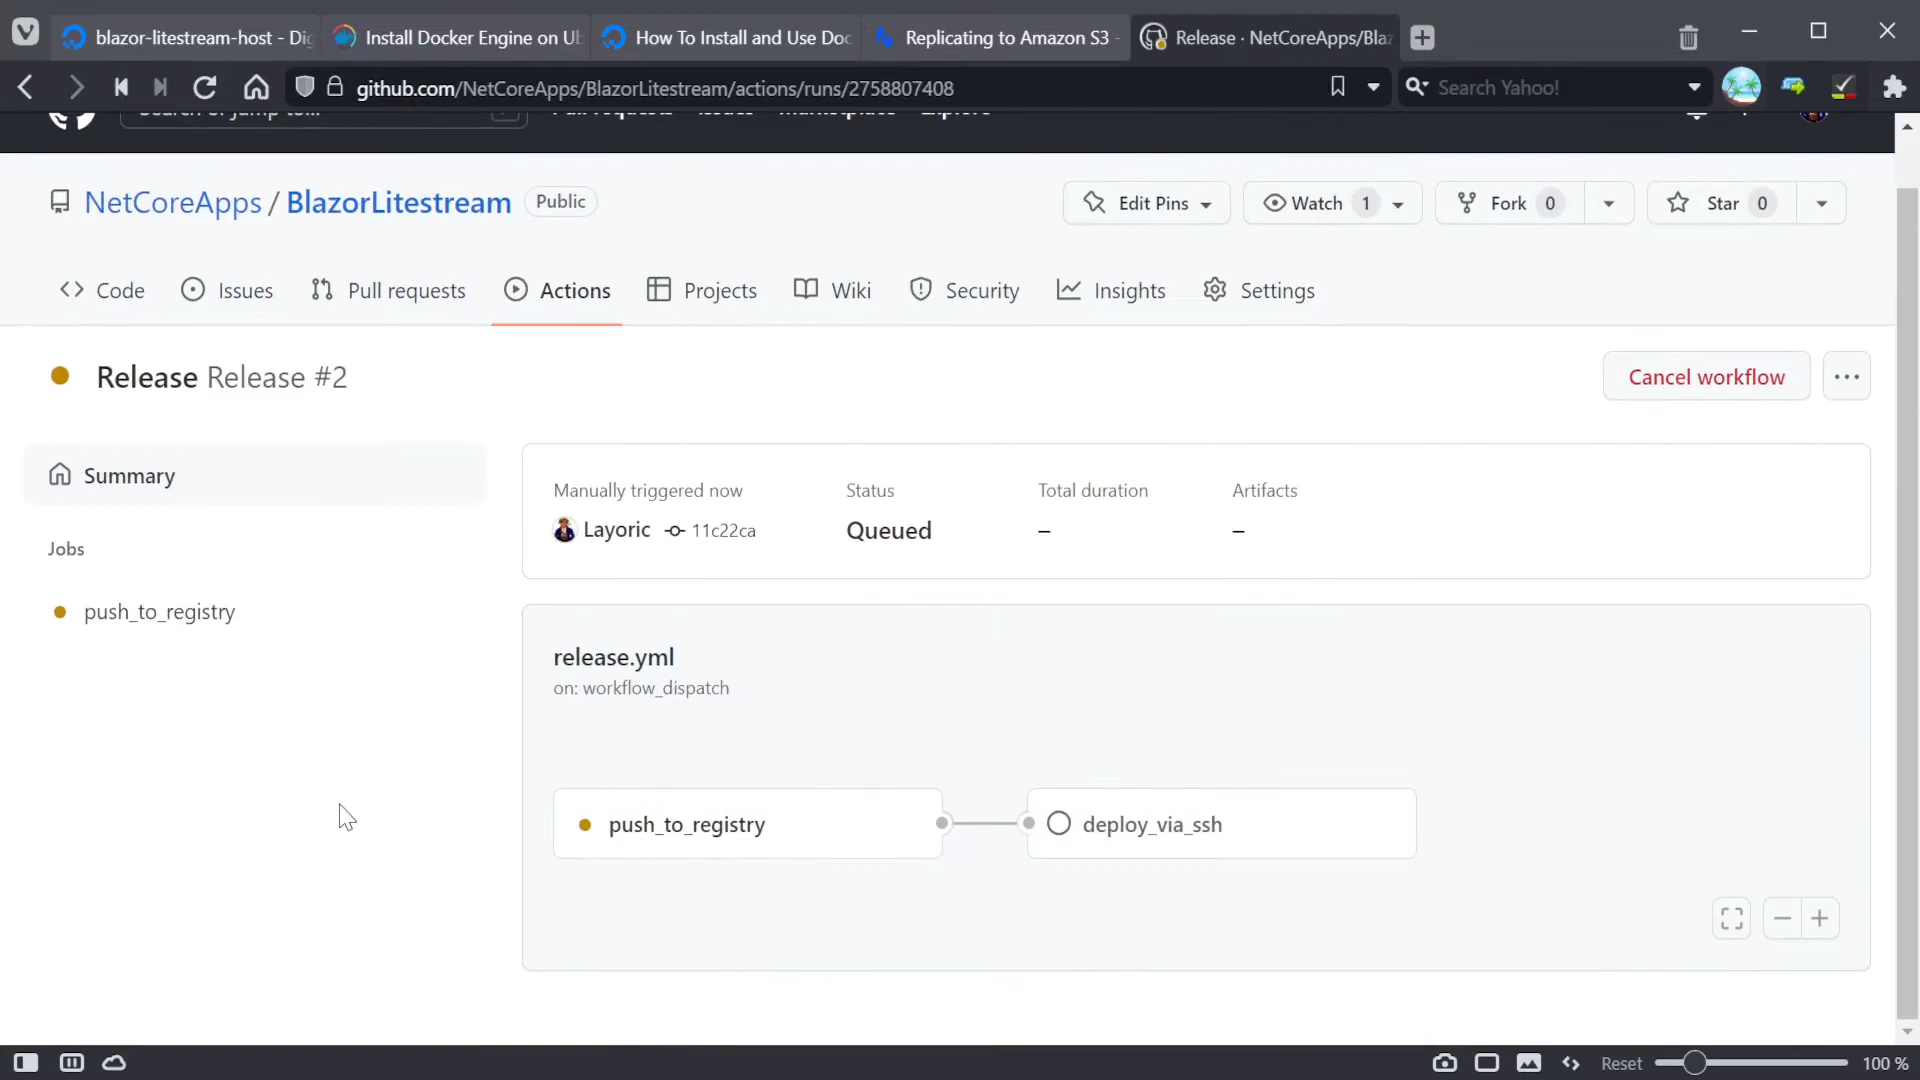 blazor-litestream-host - Dig
Install Docker Engine on Ub
How To Install and Use Doc
Replicating to Amazon S3 -
Release · NetCoreApps/Blaz
github.com/NetCoreApps/BlazorLitestream/actions/runs/2758807408
Search Yahoo!
NetCoreApps / BlazorLitestream
Public
Edit Pins
Watch 1
Fork 0
Star 0
Code
Issues
Pull requests
Actions
Projects
Wiki
Security
Insights
Settings
Release Release #2
Cancel workflow
Summary
Manually triggered now
Status
Total duration
Artifacts
Layoric 11c22ca
Queued
–
–
Jobs
push_to_registry
release.yml
on: workflow_dispatch
push_to_registry
deploy_via_ssh
Reset
100 %